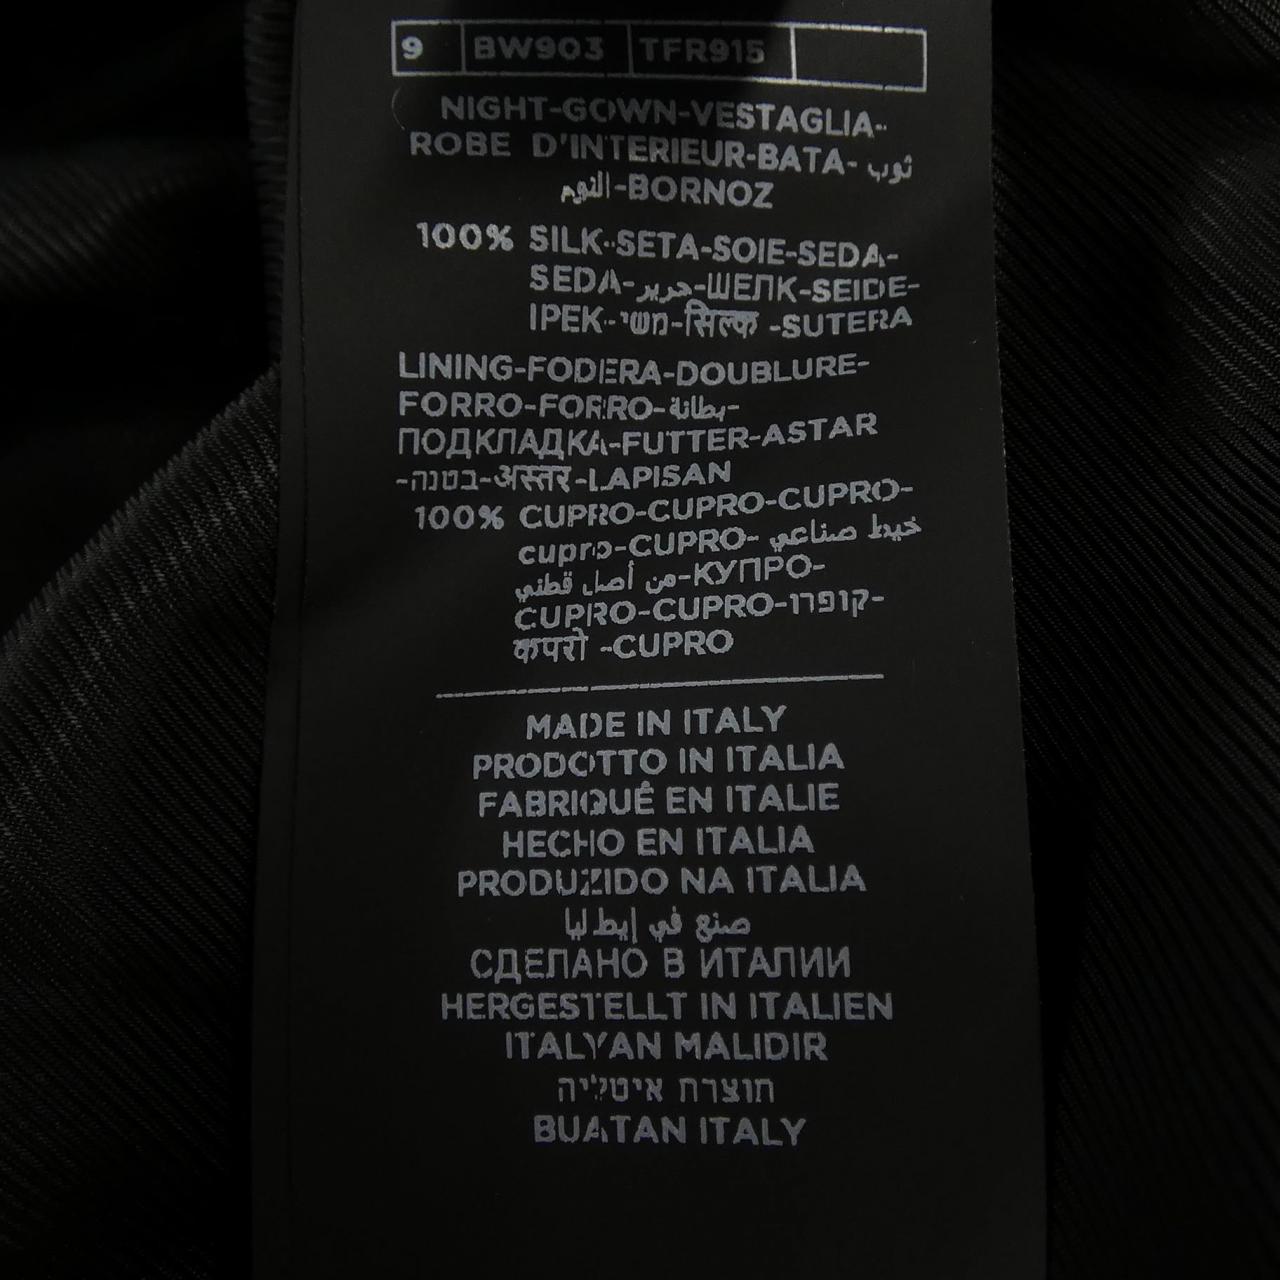 9 BW903 TFR915
NIGHT-GOWN-VESTAGLIA-
ROBE D'INTERIEUR-BATA- ثوب
النوم-BORNOZ
100% SILK-SETA-SOIE-SEDA-
SEDA-حرير-ШЕЛК-SEIDE-
IPEK-משי-सिल्क -SUTERA
LINING-FODERA-DOUBLURE-
FORRO-FORRO-بطانة-
ПОДКЛАДКА-FUTTER-ASTAR
-בטנה-अस्तर-LAPISAN
100% CUPRO-CUPRO-CUPRO-
cupro-CUPRO- خيط صناعي
من أصل قطني-КУПРО-
CUPRO-CUPRO-קופרו-
कपरो -CUPRO
MADE IN ITALY
PRODOTTO IN ITALIA
FABRIQUÉ EN ITALIE
HECHO EN ITALIA
PRODUZIDO NA ITALIA
صنع في إيطاليا
СДЕЛАНО В ИТАЛИИ
HERGESTELLT IN ITALIEN
ITALYAN MALIDIR
תוצרת איטליה
BUATAN ITALY